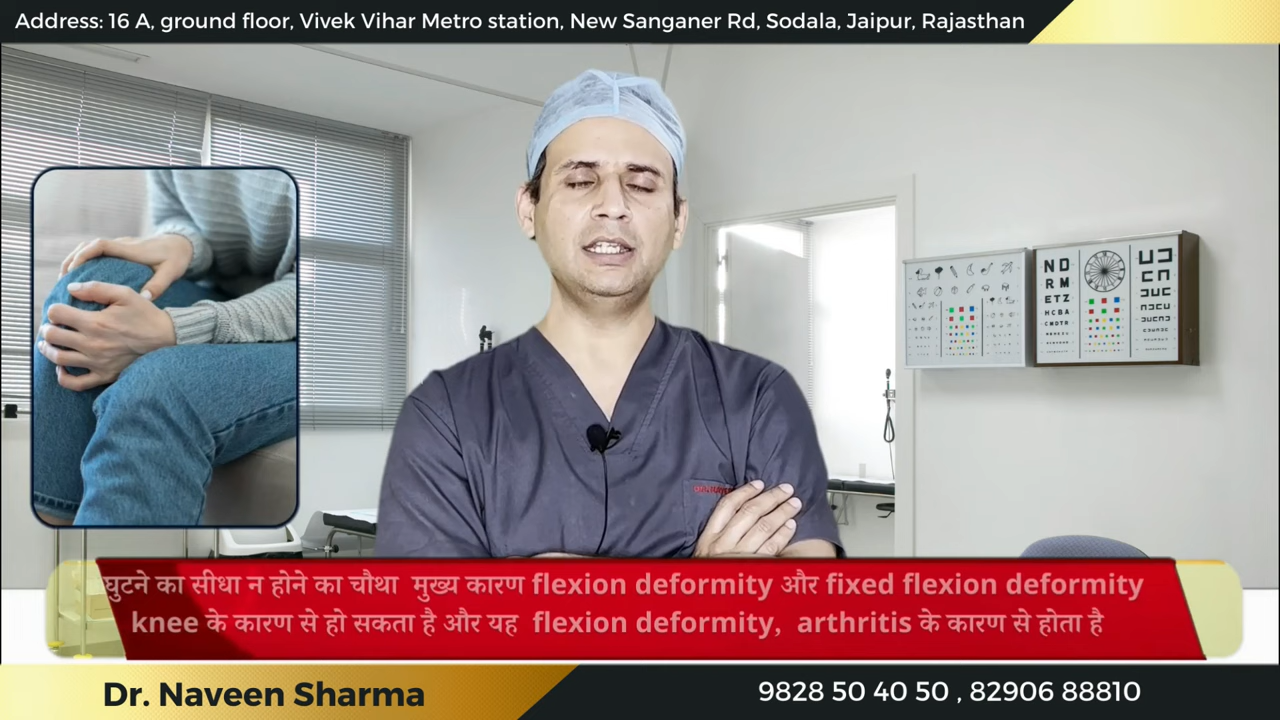 Address: 16 A, ground floor, Vivek Vihar Metro station, New Sanganer Rd, Sodala, Jaipur, Rajasthan
N D
R M
E T Z
H C B A
घुटने का सीधा न होने का चौथा मुख्य कारण flexion deformity और fixed flexion deformity
knee के कारण से हो सकता है और यह flexion deformity, arthritis के कारण से होता है
Dr. Naveen Sharma
9828 50 40 50 , 82906 88810